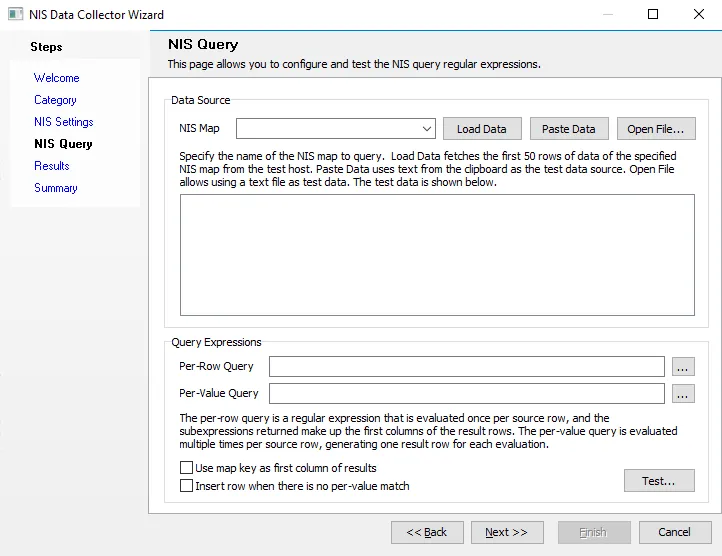 NIS Data Collector Wizard
Steps
NIS Query
This page allows you to configure and test the NIS query regular expressions.
Welcome
Category
NIS Settings
NIS Query
Results
Summary
Data Source
NIS Map
Load Data
Paste Data
Open File...
Specify the name of the NIS map to query. Load Data fetches the first 50 rows of data of the specified
NIS map from the test host. Paste Data uses text from the clipboard as the test data source. Open File
allows using a text file as test data. The test data is shown below.
Query Expressions
Per-Row Query
...
Per-Value Query
...
The per-row query is a regular expression that is evaluated once per source row, and the
subexpressions returned make up the first columns of the result rows. The per-value query is evaluated
multiple times per source row, generating one result row for each evaluation.
Use map key as first column of results
Insert row when there is no per-value match
Test...
<< Back
Next >>
Finish
Cancel